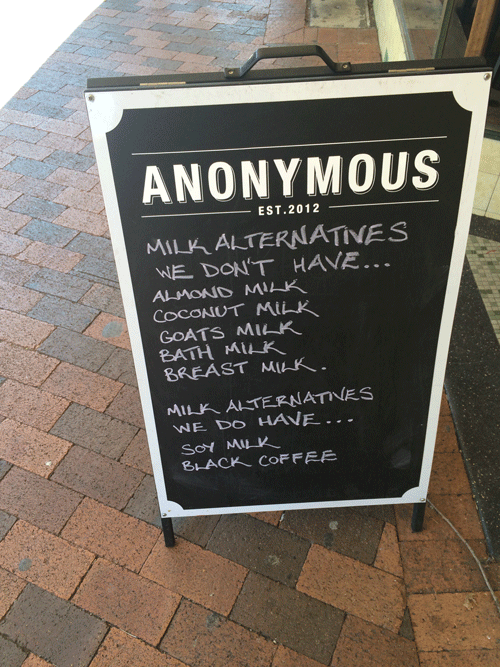 ANONYMOUS
EST.2012
MILK ALTERNATIVES
WE DON'T HAVE...
ALMOND MILK
COCONUT MILK
GOATS MILK
BATH MILK
BREAST MILK.
MILK ALTERNATIVES
WE DO HAVE...
SOY MILK
BLACK COFFEE